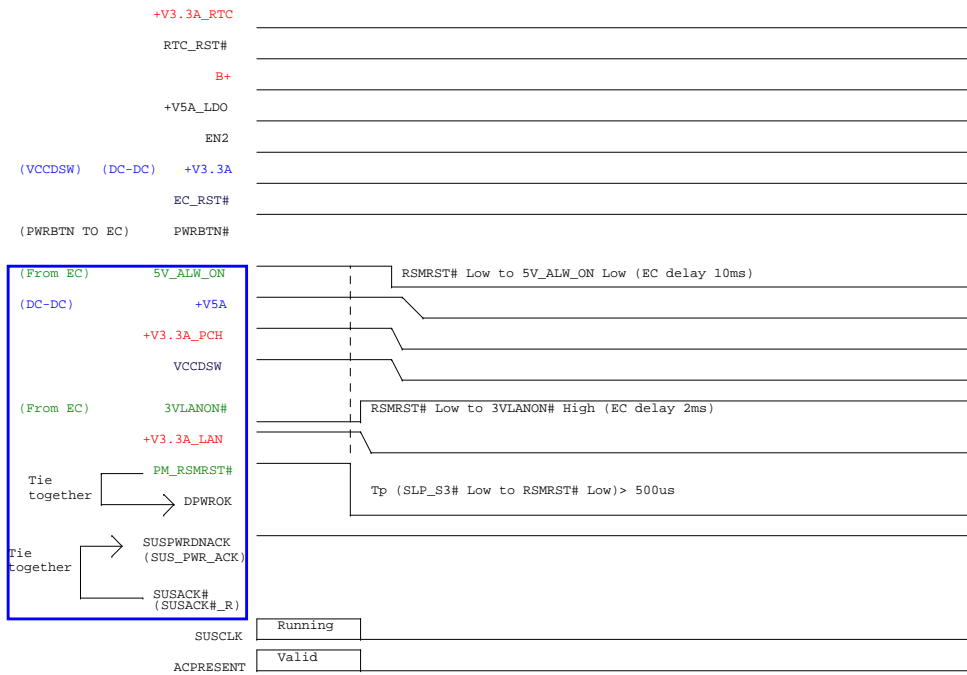 +V3.3A_RTC
RTC_RST#
B+
+V5A_LDO
EN2
(VCCDSW) (DC-DC) +V3.3A
EC_RST#
(PWRBTN TO EC) PWRBTN#
(From EC) 5V_ALW_ON RSMRST# Low to 5V_ALW_ON Low (EC delay 10ms)
(DC-DC) +V5A
+V3.3A_PCH
VCCDSW
(From EC) 3VLANON# RSMRST# Low to 3VLANON# High (EC delay 2ms)
+V3.3A_LAN
PM_RSMRST#
Tie
together
DPWROK
Tp (SLP_S3# Low to RSMRST# Low)> 500us
SUSPWRDNACK
(SUS_PWR_ACK)
Tie
together
SUSACK#
(SUSACK#_R)
SUSCLK Running
ACPRESENT Valid